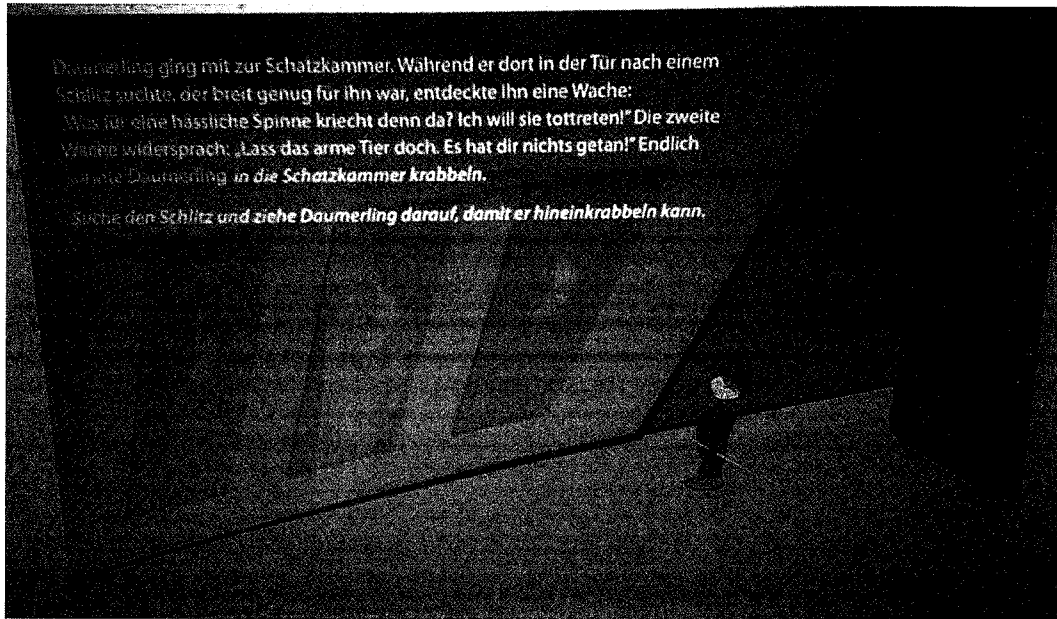 Daumerling ging mit zur Schatzkammer. Während er dort in der Tür nach einem
Schlitz suchte, der breit genug für ihn war, entdeckte ihn eine Wache:
„Was für eine hässliche Spinne kriecht denn da? Ich will sie tottreten!" Die zweite
Wache widersprach: „Lass das arme Tier doch. Es hat dir nichts getan!" Endlich
konnte Daumerling in die Schatzkammer krabbeln.
Suche den Schlitz und ziehe Daumerling darauf, damit er hineinkrabbeln kann.